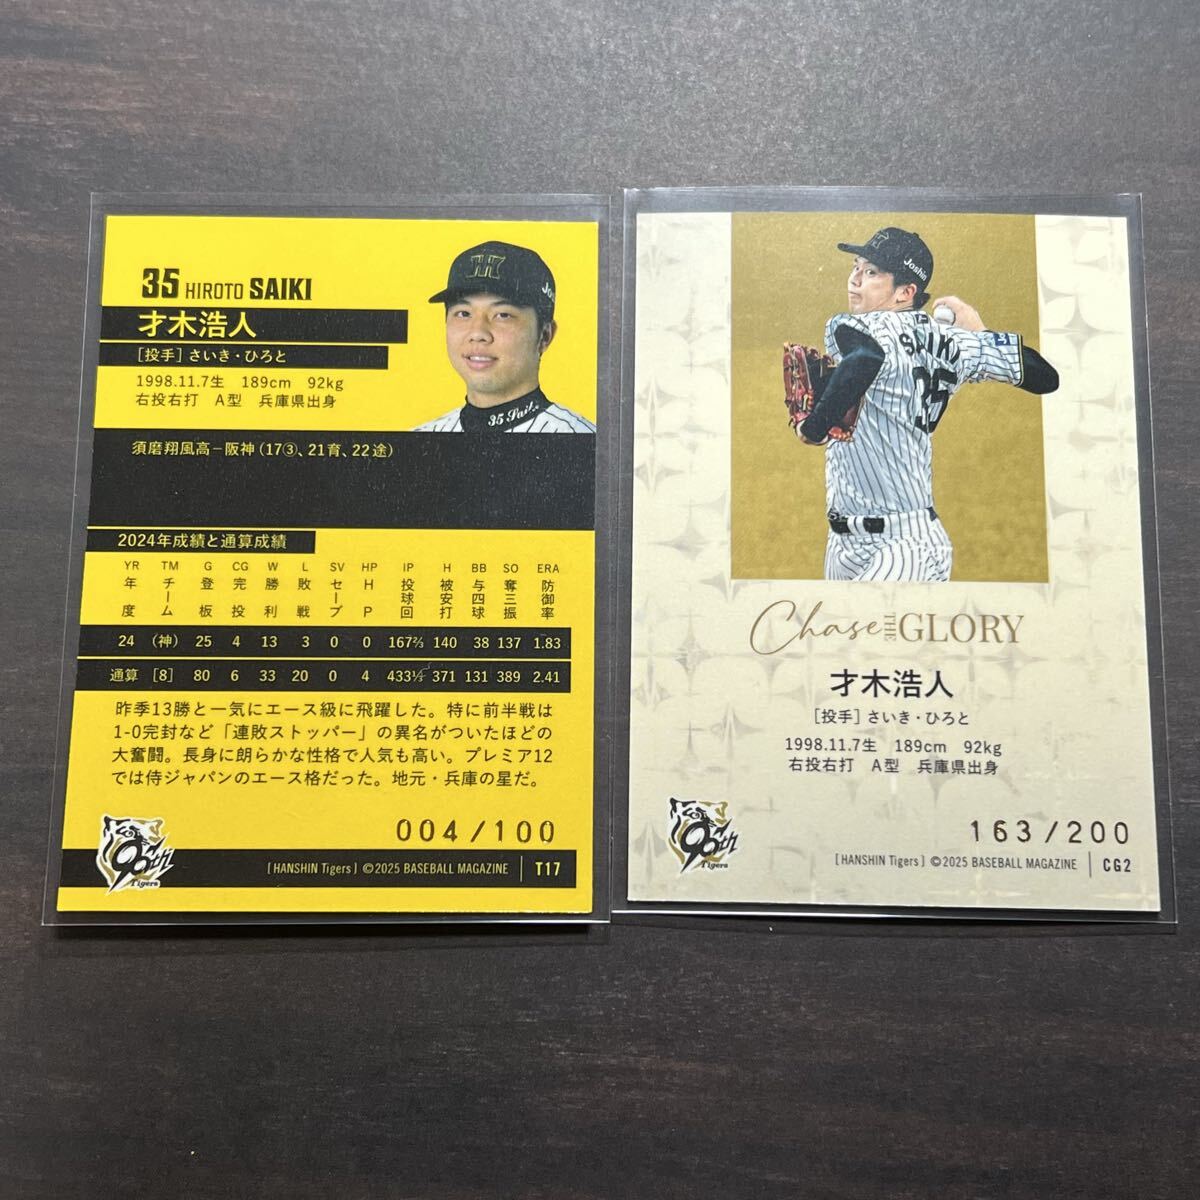 35 HIROTO SAIKI
才木浩人
［投手］さいき・ひろと
1998.11.7生 189cm 92kg
右投右打 A型 兵庫県出身
須磨翔風高－阪神（17③、21育、22途）
2024年成績と通算成績
YR TM G CG W L SV HP IP H BB SO ERA
年度 チーム 登板 完投 勝利 敗戦 セーブ HP 投球回 被安打 与四球 奪三振 防御率
24 （神） 25 4 13 3 0 0 167⅔ 140 38 137 1.83
通算 ［8］ 80 6 33 20 0 4 433⅓ 371 131 389 2.41
昨季13勝と一気にエース級に飛躍した。特に前半戦は
1-0完封など「連敗ストッパー」の異名がついたほどの
大奮闘。長身に朗らかな性格で人気も高い。プレミア12
では侍ジャパンのエース格だった。地元・兵庫の星だ。
004/100
90th
Tigers
［HANSHIN Tigers］©2025 BASEBALL MAGAZINE T17
Joshin
SAIKI
35
Chase THE GLORY
才木浩人
［投手］さいき・ひろと
1998.11.7生 189cm 92kg
右投右打 A型 兵庫県出身
163/200
90th
Tigers
［HANSHIN Tigers］©2025 BASEBALL MAGAZINE CG2